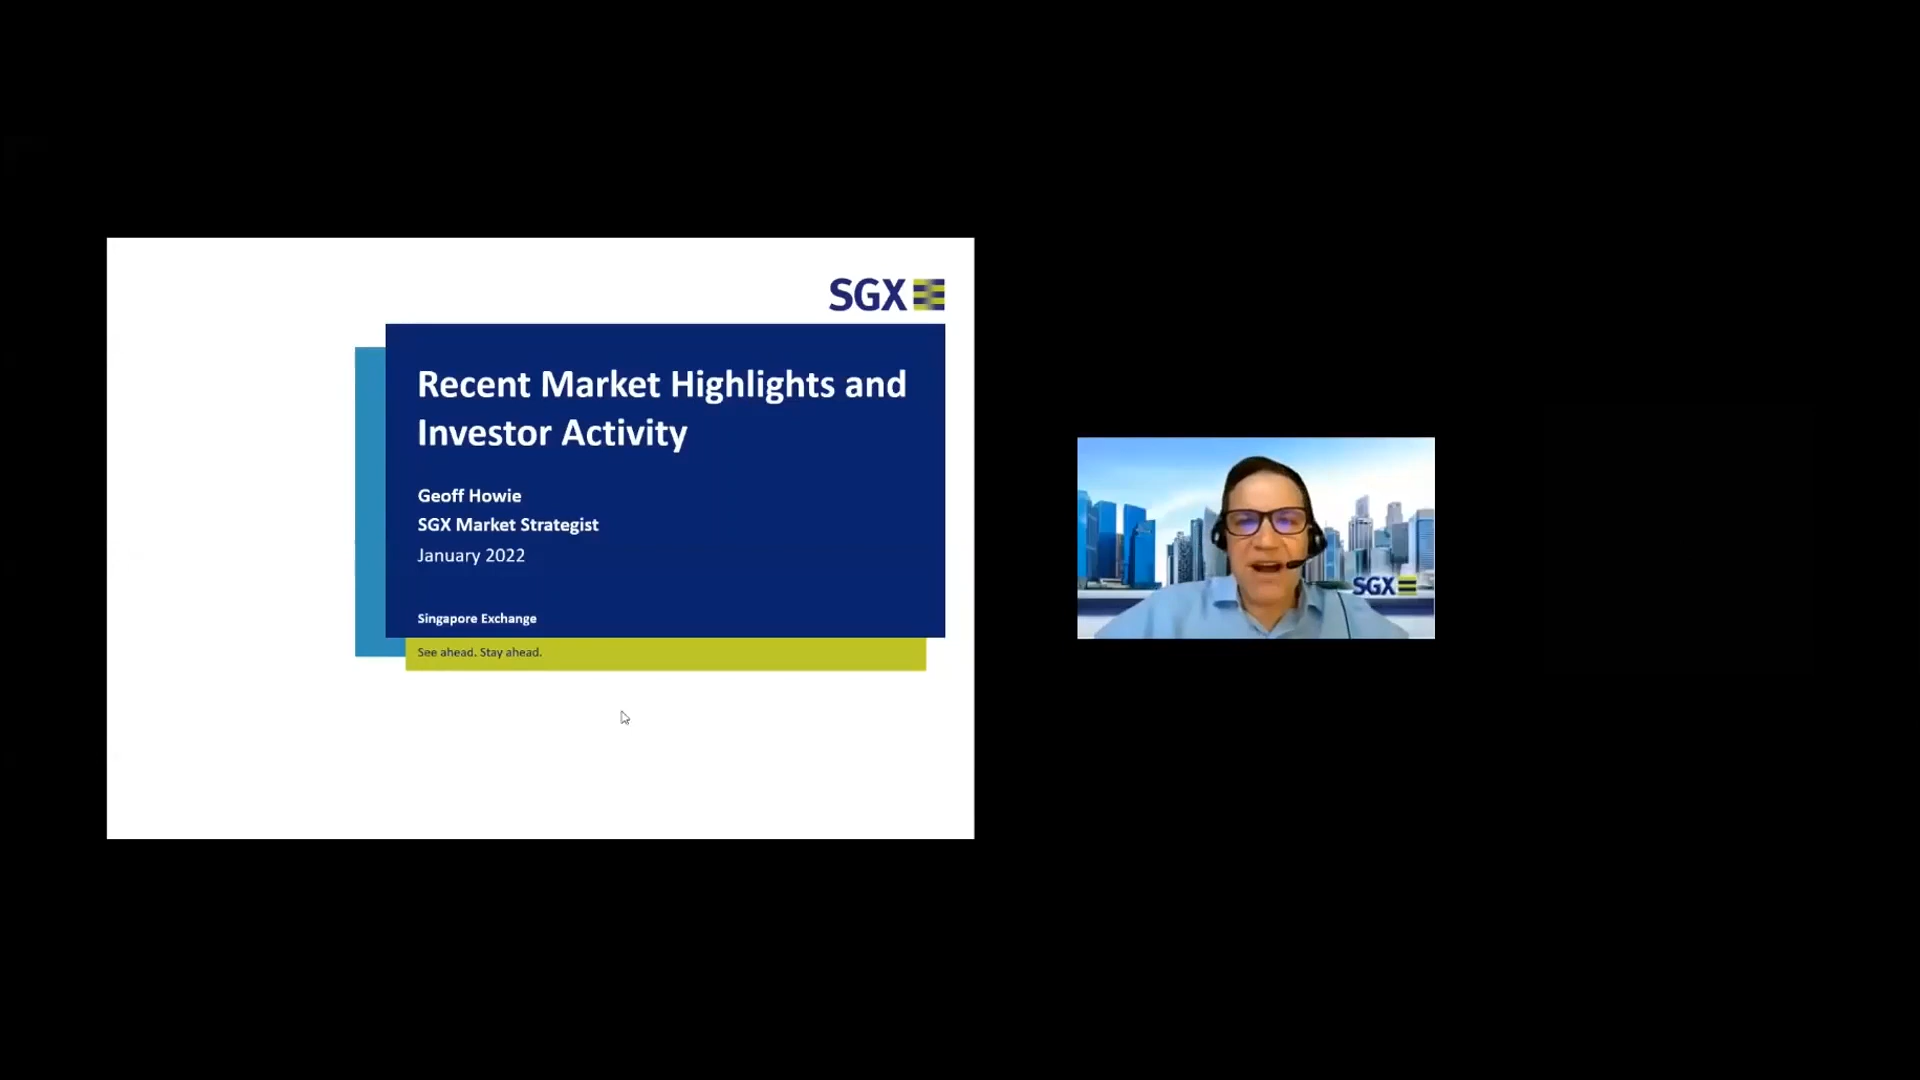 SGX
Recent Market Highlights and
Investor Activity
Geoff Howie
SGX Market Strategist
January 2022
Singapore Exchange
See ahead. Stay ahead.
SGX